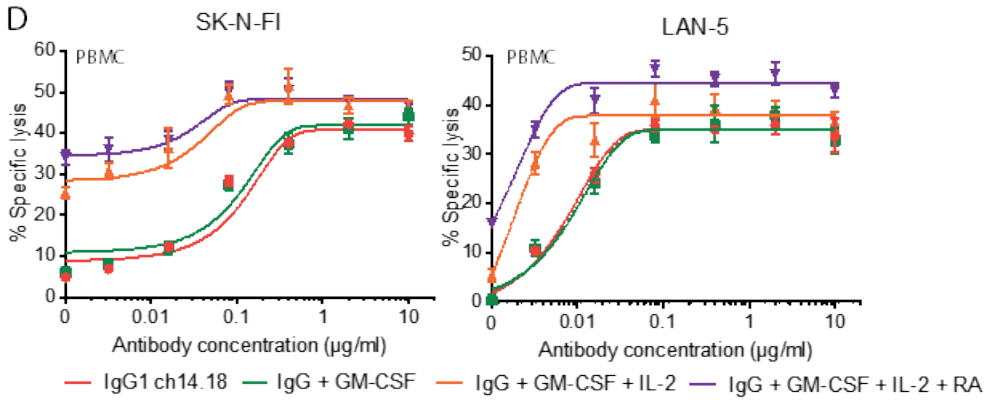 D
SK-N-FI
LAN-5
PBMC
% Specific lysis
60
50
40
30
20
10
0
0
0.01
0.1
1
10
Antibody concentration (µg/ml)
PBMC
% Specific lysis
50
40
30
20
10
0
0
0.01
0.1
1
10
Antibody concentration (µg/ml)
IgG1 ch14.18
IgG + GM-CSF
IgG + GM-CSF + IL-2
IgG + GM-CSF + IL-2 + RA